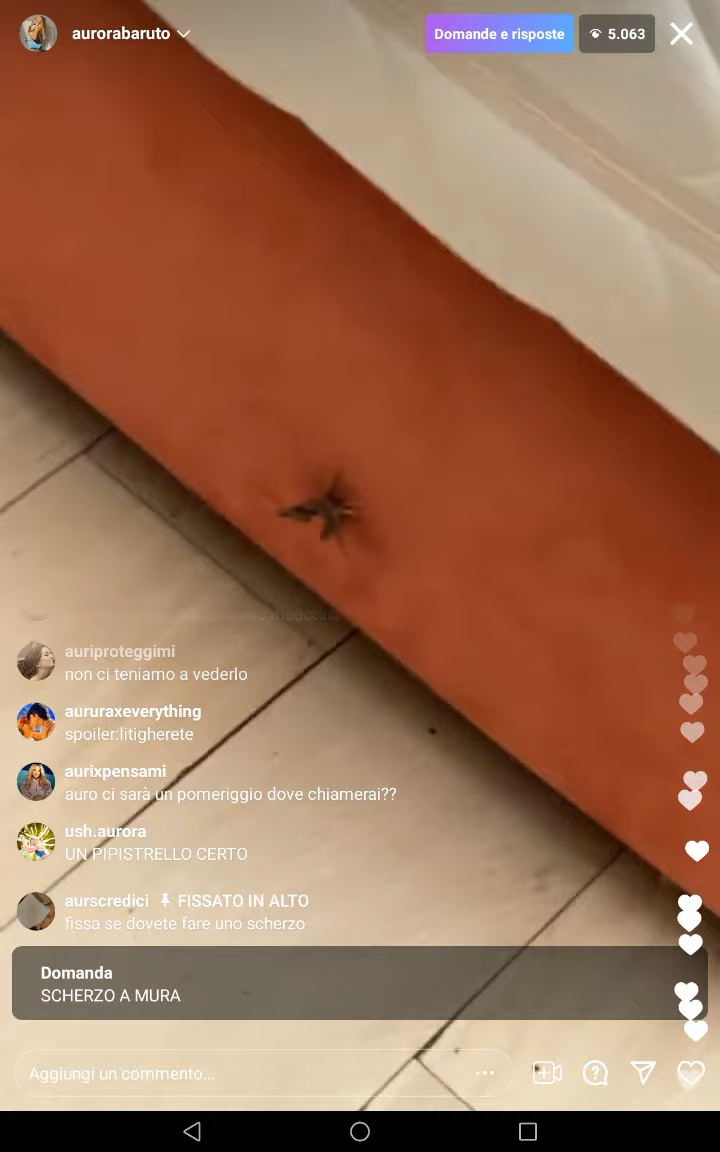 aurorabaruto
Domande e risposte
5.063
auriproteggimi
non ci teniamo a vederlo
aururaxeverything
spoiler:litigherete
aurixpensami
auro ci sarà un pomeriggio dove chiamerai??
ush.aurora
UN PIPISTRELLO CERTO
aurscredici FISSATO IN ALTO
fissa se dovete fare uno scherzo
Domanda
SCHERZO A MURA
Aggiungi un commento...